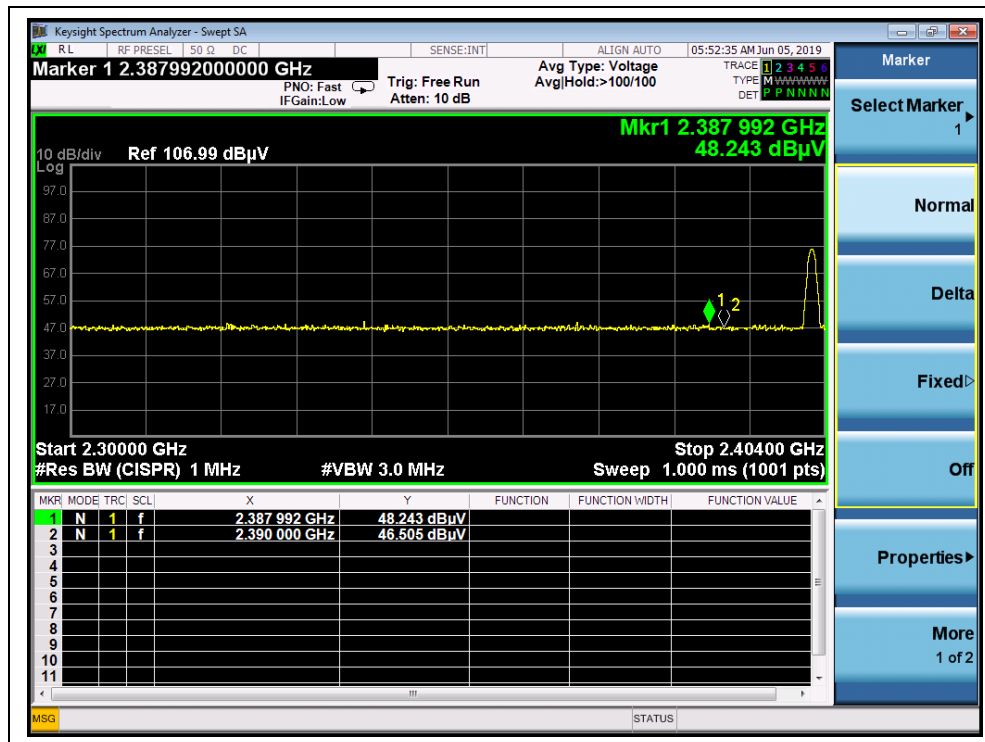 Keysight Spectrum Analyzer - Swept SA
LXI RL RF PRESEL 50 Ω DC SENSE:INT ALIGN AUTO 05:52:35 AM Jun 05, 2019
Marker 1 2.387992000000 GHz
PNO: Fast
IFGain:Low
Trig: Free Run
Atten: 10 dB
Avg Type: Voltage
Avg|Hold:>100/100
TRACE 1 2 3 4 5 6
TYPE M WWWWW
DET P P N N N N
Mkr1 2.387 992 GHz
48.243 dBµV
10 dB/div Ref 106.99 dBµV
Log
97.0
87.0
77.0
67.0
57.0
47.0
37.0
27.0
17.0
1
2
Start 2.30000 GHz Stop 2.40400 GHz
#Res BW (CISPR) 1 MHz #VBW 3.0 MHz Sweep 1.000 ms (1001 pts)
MKR MODE TRC SCL X Y FUNCTION FUNCTION WIDTH FUNCTION VALUE
1 N 1 f 2.387 992 GHz 48.243 dBµV
2 N 1 f 2.390 000 GHz 46.505 dBµV
3
4
5
6
7
8
9
10
11
MSG STATUS
Marker
Select Marker
1
Normal
Delta
Fixed
Off
Properties
More
1 of 2